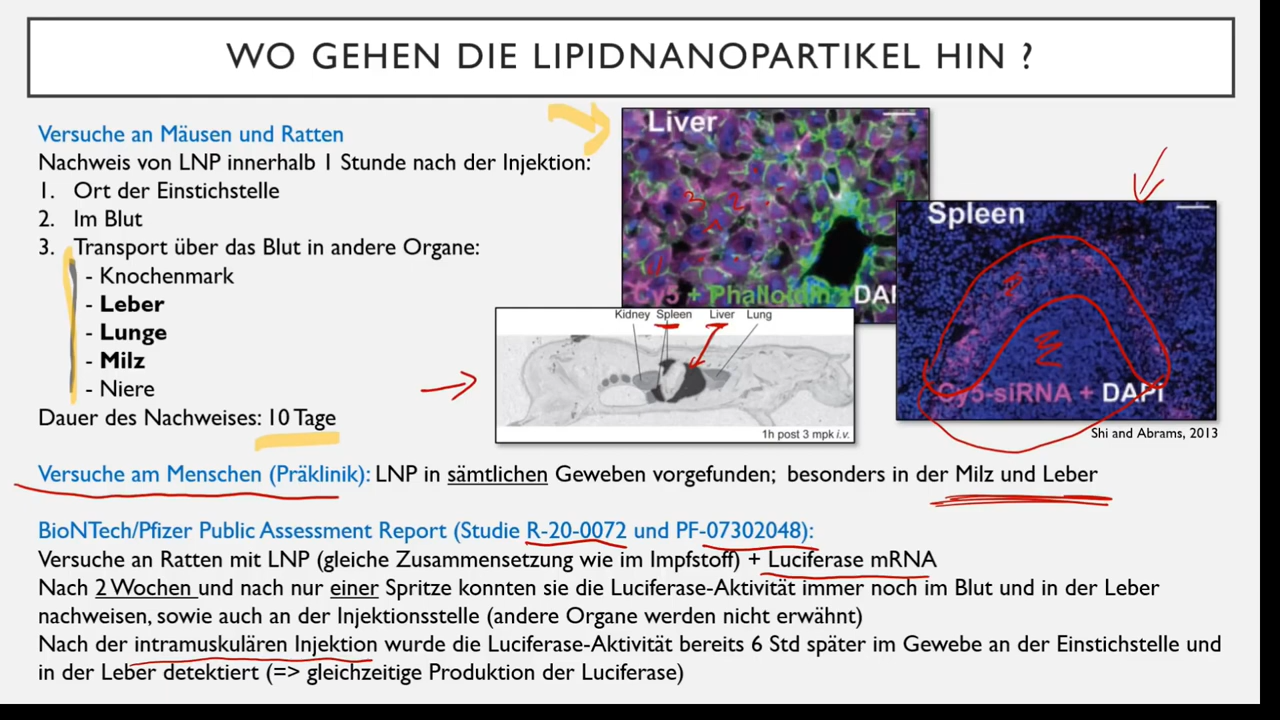 WO GEHEN DIE LIPIDNANOPARTIKEL HIN ?
Versuche an Mäusen und Ratten
Nachweis von LNP innerhalb 1 Stunde nach der Injektion:
1. Ort der Einstichstelle
2. Im Blut
3. Transport über das Blut in andere Organe:
- Knochenmark
- Leber
- Lunge
- Milz
- Niere
Dauer des Nachweises: 10 Tage
Liver
Cy5 + Phalloidin + DAPI
Spleen
Cy5-siRNA + DAPI
Kidney Spleen Liver Lung
1h post 3 mpk i.v.
Shi and Abrams, 2013
Versuche am Menschen (Präklinik): LNP in sämtlichen Geweben vorgefunden; besonders in der Milz und Leber
BioNTech/Pfizer Public Assessment Report (Studie R-20-0072 und PF-07302048):
Versuche an Ratten mit LNP (gleiche Zusammensetzung wie im Impfstoff) + Luciferase mRNA
Nach 2 Wochen und nach nur einer Spritze konnten sie die Luciferase-Aktivität immer noch im Blut und in der Leber
nachweisen, sowie auch an der Injektionsstelle (andere Organe werden nicht erwähnt)
Nach der intramuskulären Injektion wurde die Luciferase-Aktivität bereits 6 Std später im Gewebe an der Einstichstelle und
in der Leber detektiert (=> gleichzeitige Produktion der Luciferase)